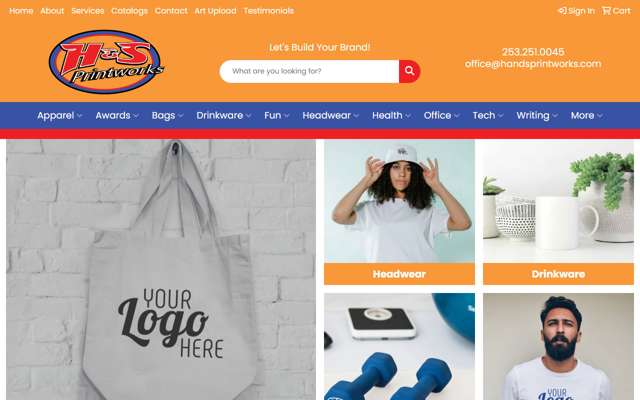 Home About Services Catalogs Contact Art Upload Testimonials Sign In Cart
H&S
Printworks
Let's Build Your Brand!
What are you looking for?
253.251.0045
office@handsprintworks.com
Apparel Awards Bags Drinkware Fun Headwear Health Office Tech Writing More
YOUR
Logo
HERE
Headwear
Drinkware
YOUR
Logo